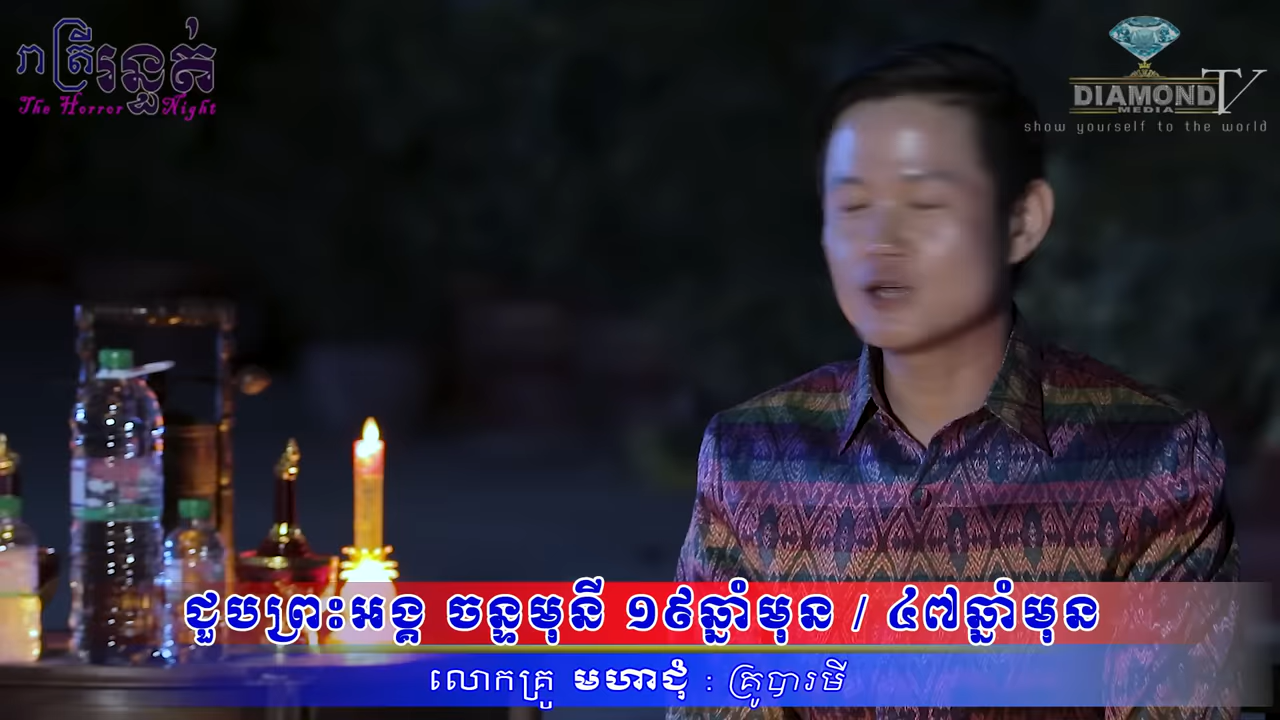 រាត្រីរន្ធត់
The Horror Night
DIAMOND TV
MEDIA
show yourself to the world
ជួបព្រះអង្គ ចន្ទមុនី ១៩ឆ្នាំមុន / ៤៧ឆ្នាំមុន
លោកគ្រូ មហាជុំ : គ្រូបារមី